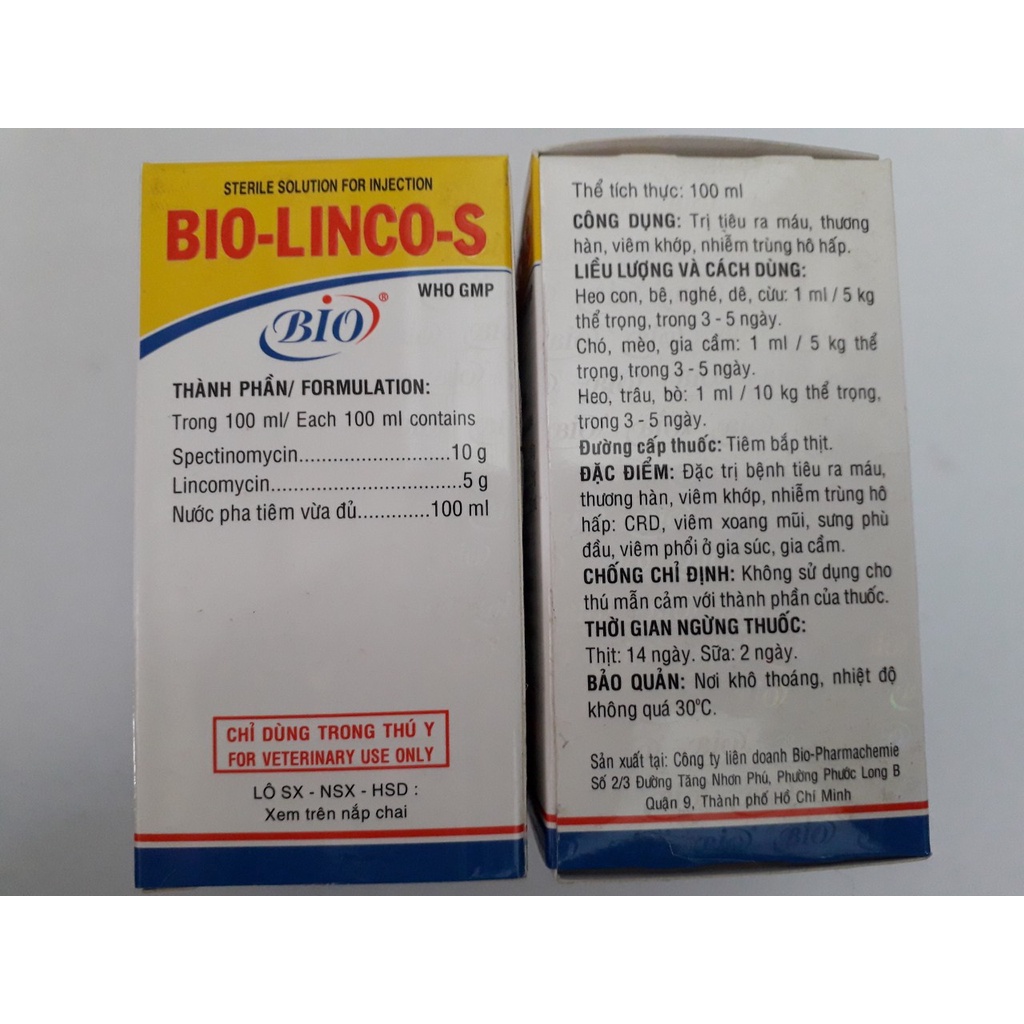 STERILE SOLUTION FOR INJECTION
BIO-LINCO-S
WHO GMP
BIO®
THÀNH PHẦN/ FORMULATION:
Trong 100 ml/ Each 100 ml contains
Spectinomycin...........................10 g
Lincomycin..................................5 g
Nước pha tiêm vừa đủ.............100 ml
CHỈ DÙNG TRONG THÚ Y
FOR VETERINARY USE ONLY
LÔ SX - NSX - HSD :
Xem trên nắp chai
Thể tích thực: 100 ml
CÔNG DỤNG: Trị tiêu ra máu, thương
hàn, viêm khớp, nhiễm trùng hô hấp.
LIỀU LƯỢNG VÀ CÁCH DÙNG:
Heo con, bê, nghé, dê, cừu: 1 ml / 5 kg
thể trọng, trong 3 - 5 ngày.
Chó, mèo, gia cầm: 1 ml / 5 kg thể
trọng, trong 3 - 5 ngày.
Heo, trâu, bò: 1 ml / 10 kg thể trọng,
trong 3 - 5 ngày.
Đường cấp thuốc: Tiêm bắp thịt.
ĐẶC ĐIỂM: Đặc trị bệnh tiêu ra máu,
thương hàn, viêm khớp, nhiễm trùng hô
hấp: CRD, viêm xoang mũi, sưng phù
đầu, viêm phổi ở gia súc, gia cầm.
CHỐNG CHỈ ĐỊNH: Không sử dụng cho
thú mẫn cảm với thành phần của thuốc.
THỜI GIAN NGỪNG THUỐC:
Thịt: 14 ngày. Sữa: 2 ngày.
BẢO QUẢN: Nơi khô thoáng, nhiệt độ
không quá 30°C.
Sản xuất tại: Công ty liên doanh Bio-Pharmachemie
Số 2/3 Đường Tăng Nhơn Phú, Phường Phước Long B
Quận 9, Thành phố Hồ Chí Minh
BIO BIO